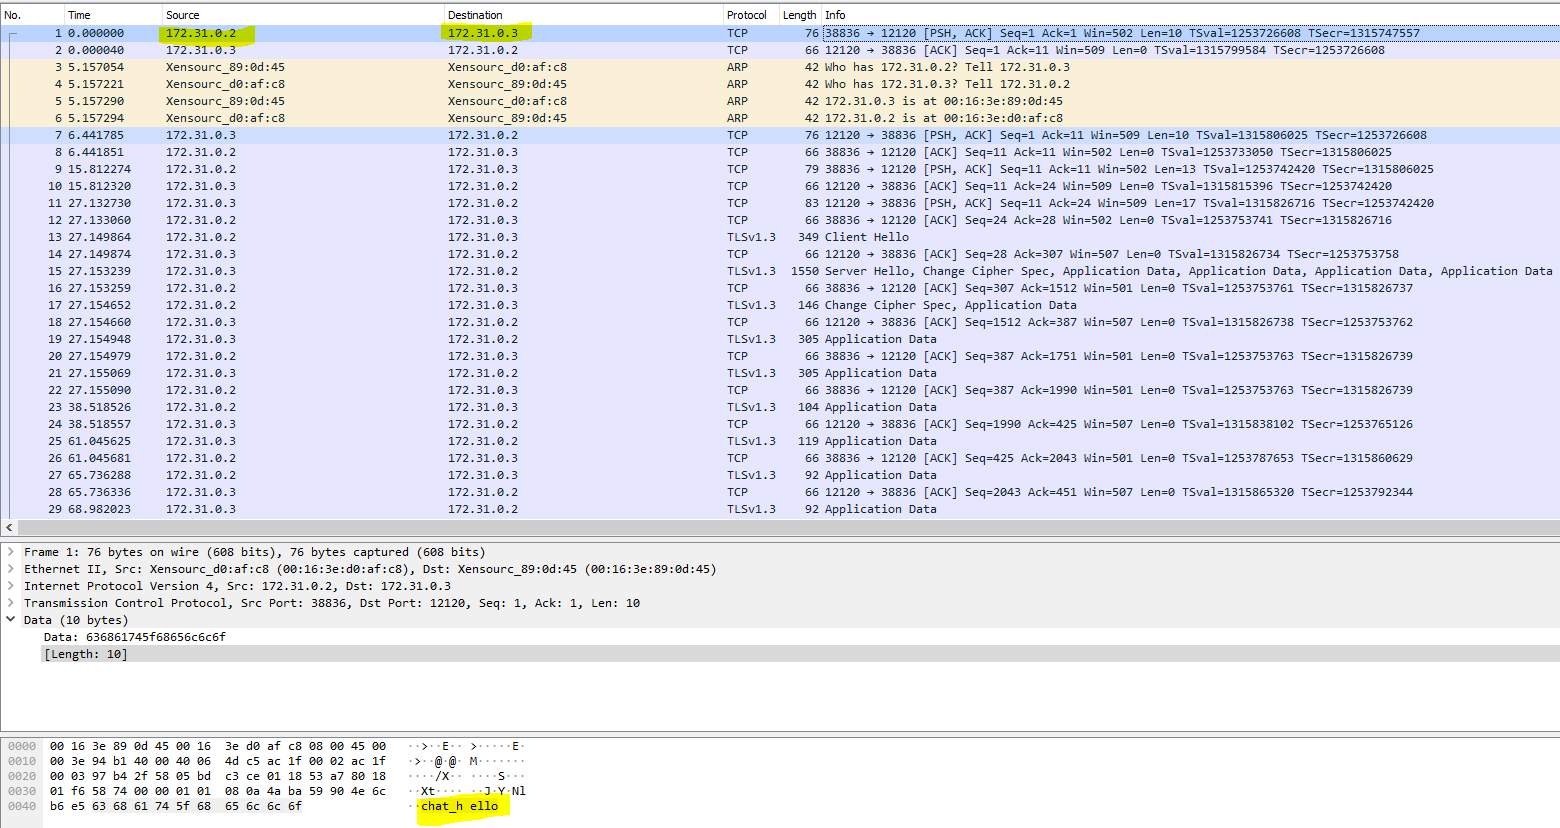 No. Time Source Destination Protocol Length Info
1 0.000000 172.31.0.2 172.31.0.3 TCP 76 38836 → 12120 [PSH, ACK] Seq=1 Ack=1 Win=502 Len=10 TSval=1253726608 TSecr=1315747557
2 0.000040 172.31.0.3 172.31.0.2 TCP 66 12120 → 38836 [ACK] Seq=1 Ack=11 Win=509 Len=0 TSval=1315799584 TSecr=1253726608
3 5.157054 Xensourc_89:0d:45 Xensourc_d0:af:c8 ARP 42 Who has 172.31.0.2? Tell 172.31.0.3
4 5.157221 Xensourc_d0:af:c8 Xensourc_89:0d:45 ARP 42 Who has 172.31.0.3? Tell 172.31.0.2
5 5.157290 Xensourc_89:0d:45 Xensourc_d0:af:c8 ARP 42 172.31.0.3 is at 00:16:3e:89:0d:45
6 5.157294 Xensourc_d0:af:c8 Xensourc_89:0d:45 ARP 42 172.31.0.2 is at 00:16:3e:d0:af:c8
7 6.441785 172.31.0.3 172.31.0.2 TCP 76 12120 → 38836 [PSH, ACK] Seq=1 Ack=11 Win=509 Len=10 TSval=1315806025 TSecr=1253726608
8 6.441851 172.31.0.2 172.31.0.3 TCP 66 38836 → 12120 [ACK] Seq=11 Ack=11 Win=502 Len=0 TSval=1253733050 TSecr=1315806025
9 15.812274 172.31.0.2 172.31.0.3 TCP 79 38836 → 12120 [PSH, ACK] Seq=11 Ack=11 Win=502 Len=13 TSval=1253742420 TSecr=1315806025
10 15.812320 172.31.0.3 172.31.0.2 TCP 66 12120 → 38836 [ACK] Seq=11 Ack=24 Win=509 Len=0 TSval=1315815396 TSecr=1253742420
11 27.132730 172.31.0.3 172.31.0.2 TCP 83 12120 → 38836 [PSH, ACK] Seq=11 Ack=24 Win=509 Len=17 TSval=1315826716 TSecr=1253742420
12 27.133060 172.31.0.2 172.31.0.3 TCP 66 38836 → 12120 [ACK] Seq=24 Ack=28 Win=502 Len=0 TSval=1253753741 TSecr=1315826716
13 27.149864 172.31.0.2 172.31.0.3 TLSv1.3 349 Client Hello
14 27.149874 172.31.0.3 172.31.0.2 TCP 66 12120 → 38836 [ACK] Seq=28 Ack=307 Win=507 Len=0 TSval=1315826734 TSecr=1253753758
15 27.153239 172.31.0.3 172.31.0.2 TLSv1.3 1550 Server Hello, Change Cipher Spec, Application Data, Application Data, Application Data, Application Data
16 27.153259 172.31.0.2 172.31.0.3 TCP 66 38836 → 12120 [ACK] Seq=307 Ack=1512 Win=501 Len=0 TSval=1253753761 TSecr=1315826737
17 27.154652 172.31.0.2 172.31.0.3 TLSv1.3 146 Change Cipher Spec, Application Data
18 27.154660 172.31.0.3 172.31.0.2 TCP 66 12120 → 38836 [ACK] Seq=1512 Ack=387 Win=507 Len=0 TSval=1315826738 TSecr=1253753762
19 27.154948 172.31.0.3 172.31.0.2 TLSv1.3 305 Application Data
20 27.154979 172.31.0.2 172.31.0.3 TCP 66 38836 → 12120 [ACK] Seq=387 Ack=1751 Win=501 Len=0 TSval=1253753763 TSecr=1315826739
21 27.155069 172.31.0.3 172.31.0.2 TLSv1.3 305 Application Data
22 27.155090 172.31.0.2 172.31.0.3 TCP 66 38836 → 12120 [ACK] Seq=387 Ack=1990 Win=501 Len=0 TSval=1253753763 TSecr=1315826739
23 38.518526 172.31.0.2 172.31.0.3 TLSv1.3 104 Application Data
24 38.518557 172.31.0.3 172.31.0.2 TCP 66 12120 → 38836 [ACK] Seq=1990 Ack=425 Win=507 Len=0 TSval=1315838102 TSecr=1253765126
25 61.045625 172.31.0.3 172.31.0.2 TLSv1.3 119 Application Data
26 61.045681 172.31.0.2 172.31.0.3 TCP 66 38836 → 12120 [ACK] Seq=425 Ack=2043 Win=501 Len=0 TSval=1253787653 TSecr=1315860629
27 65.736288 172.31.0.2 172.31.0.3 TLSv1.3 92 Application Data
28 65.736336 172.31.0.3 172.31.0.2 TCP 66 12120 → 38836 [ACK] Seq=2043 Ack=451 Win=507 Len=0 TSval=1315865320 TSecr=1253792344
29 68.982023 172.31.0.3 172.31.0.2 TLSv1.3 92 Application Data
Frame 1: 76 bytes on wire (608 bits), 76 bytes captured (608 bits)
Ethernet II, Src: Xensourc_d0:af:c8 (00:16:3e:d0:af:c8), Dst: Xensourc_89:0d:45 (00:16:3e:89:0d:45)
Internet Protocol Version 4, Src: 172.31.0.2, Dst: 172.31.0.3
Transmission Control Protocol, Src Port: 38836, Dst Port: 12120, Seq: 1, Ack: 1, Len: 10
Data (10 bytes)
Data: 636861745f68656c6c6f
[Length: 10]
0000 00 16 3e 89 0d 45 00 16 3e d0 af c8 08 00 45 00 ··>··E·· >·····E·
0010 00 3e 94 b1 40 00 40 06 4d c5 ac 1f 00 02 ac 1f ·>··@·@· M·······
0020 00 03 97 b4 2f 58 05 bd c3 ce 01 18 53 a7 80 18 ····/X·· ····S···
0030 01 f6 58 74 00 00 01 01 08 0a 4a ba 59 90 4e 6c ··Xt···· ··J·Y·Nl
0040 b6 e5 63 68 61 74 5f 68 65 6c 6c 6f ··chat_h ello